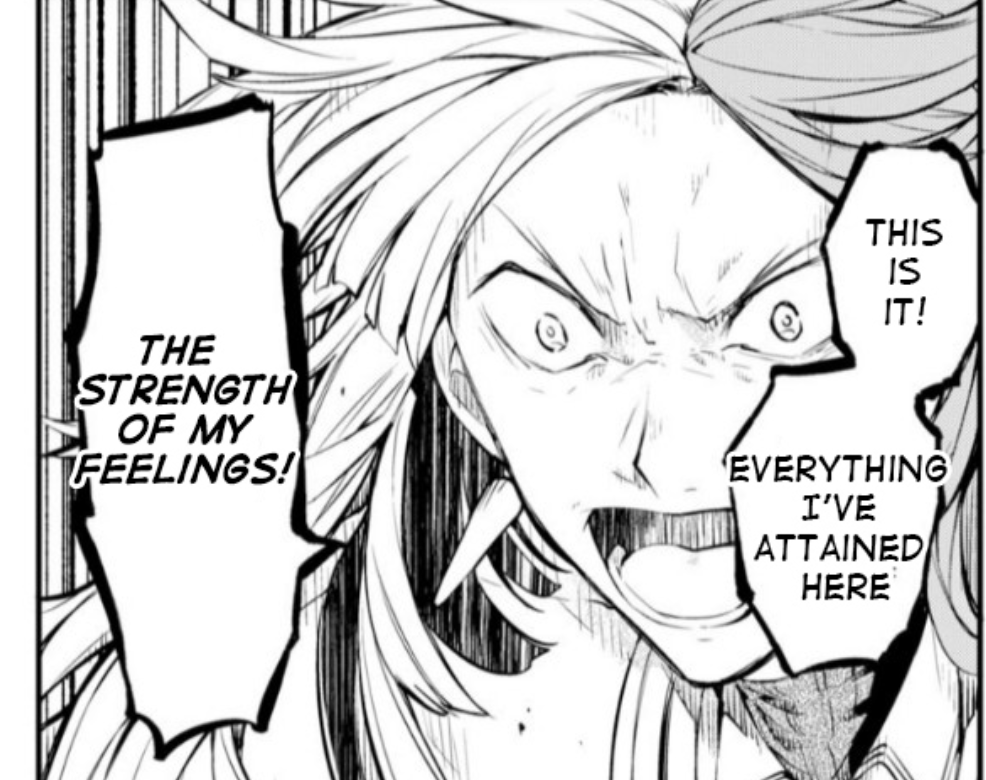 THIS
IS
IT!
EVERYTHING
I'VE
ATTAINED
HERE
THE
STRENGTH
OF MY
FEELINGS!